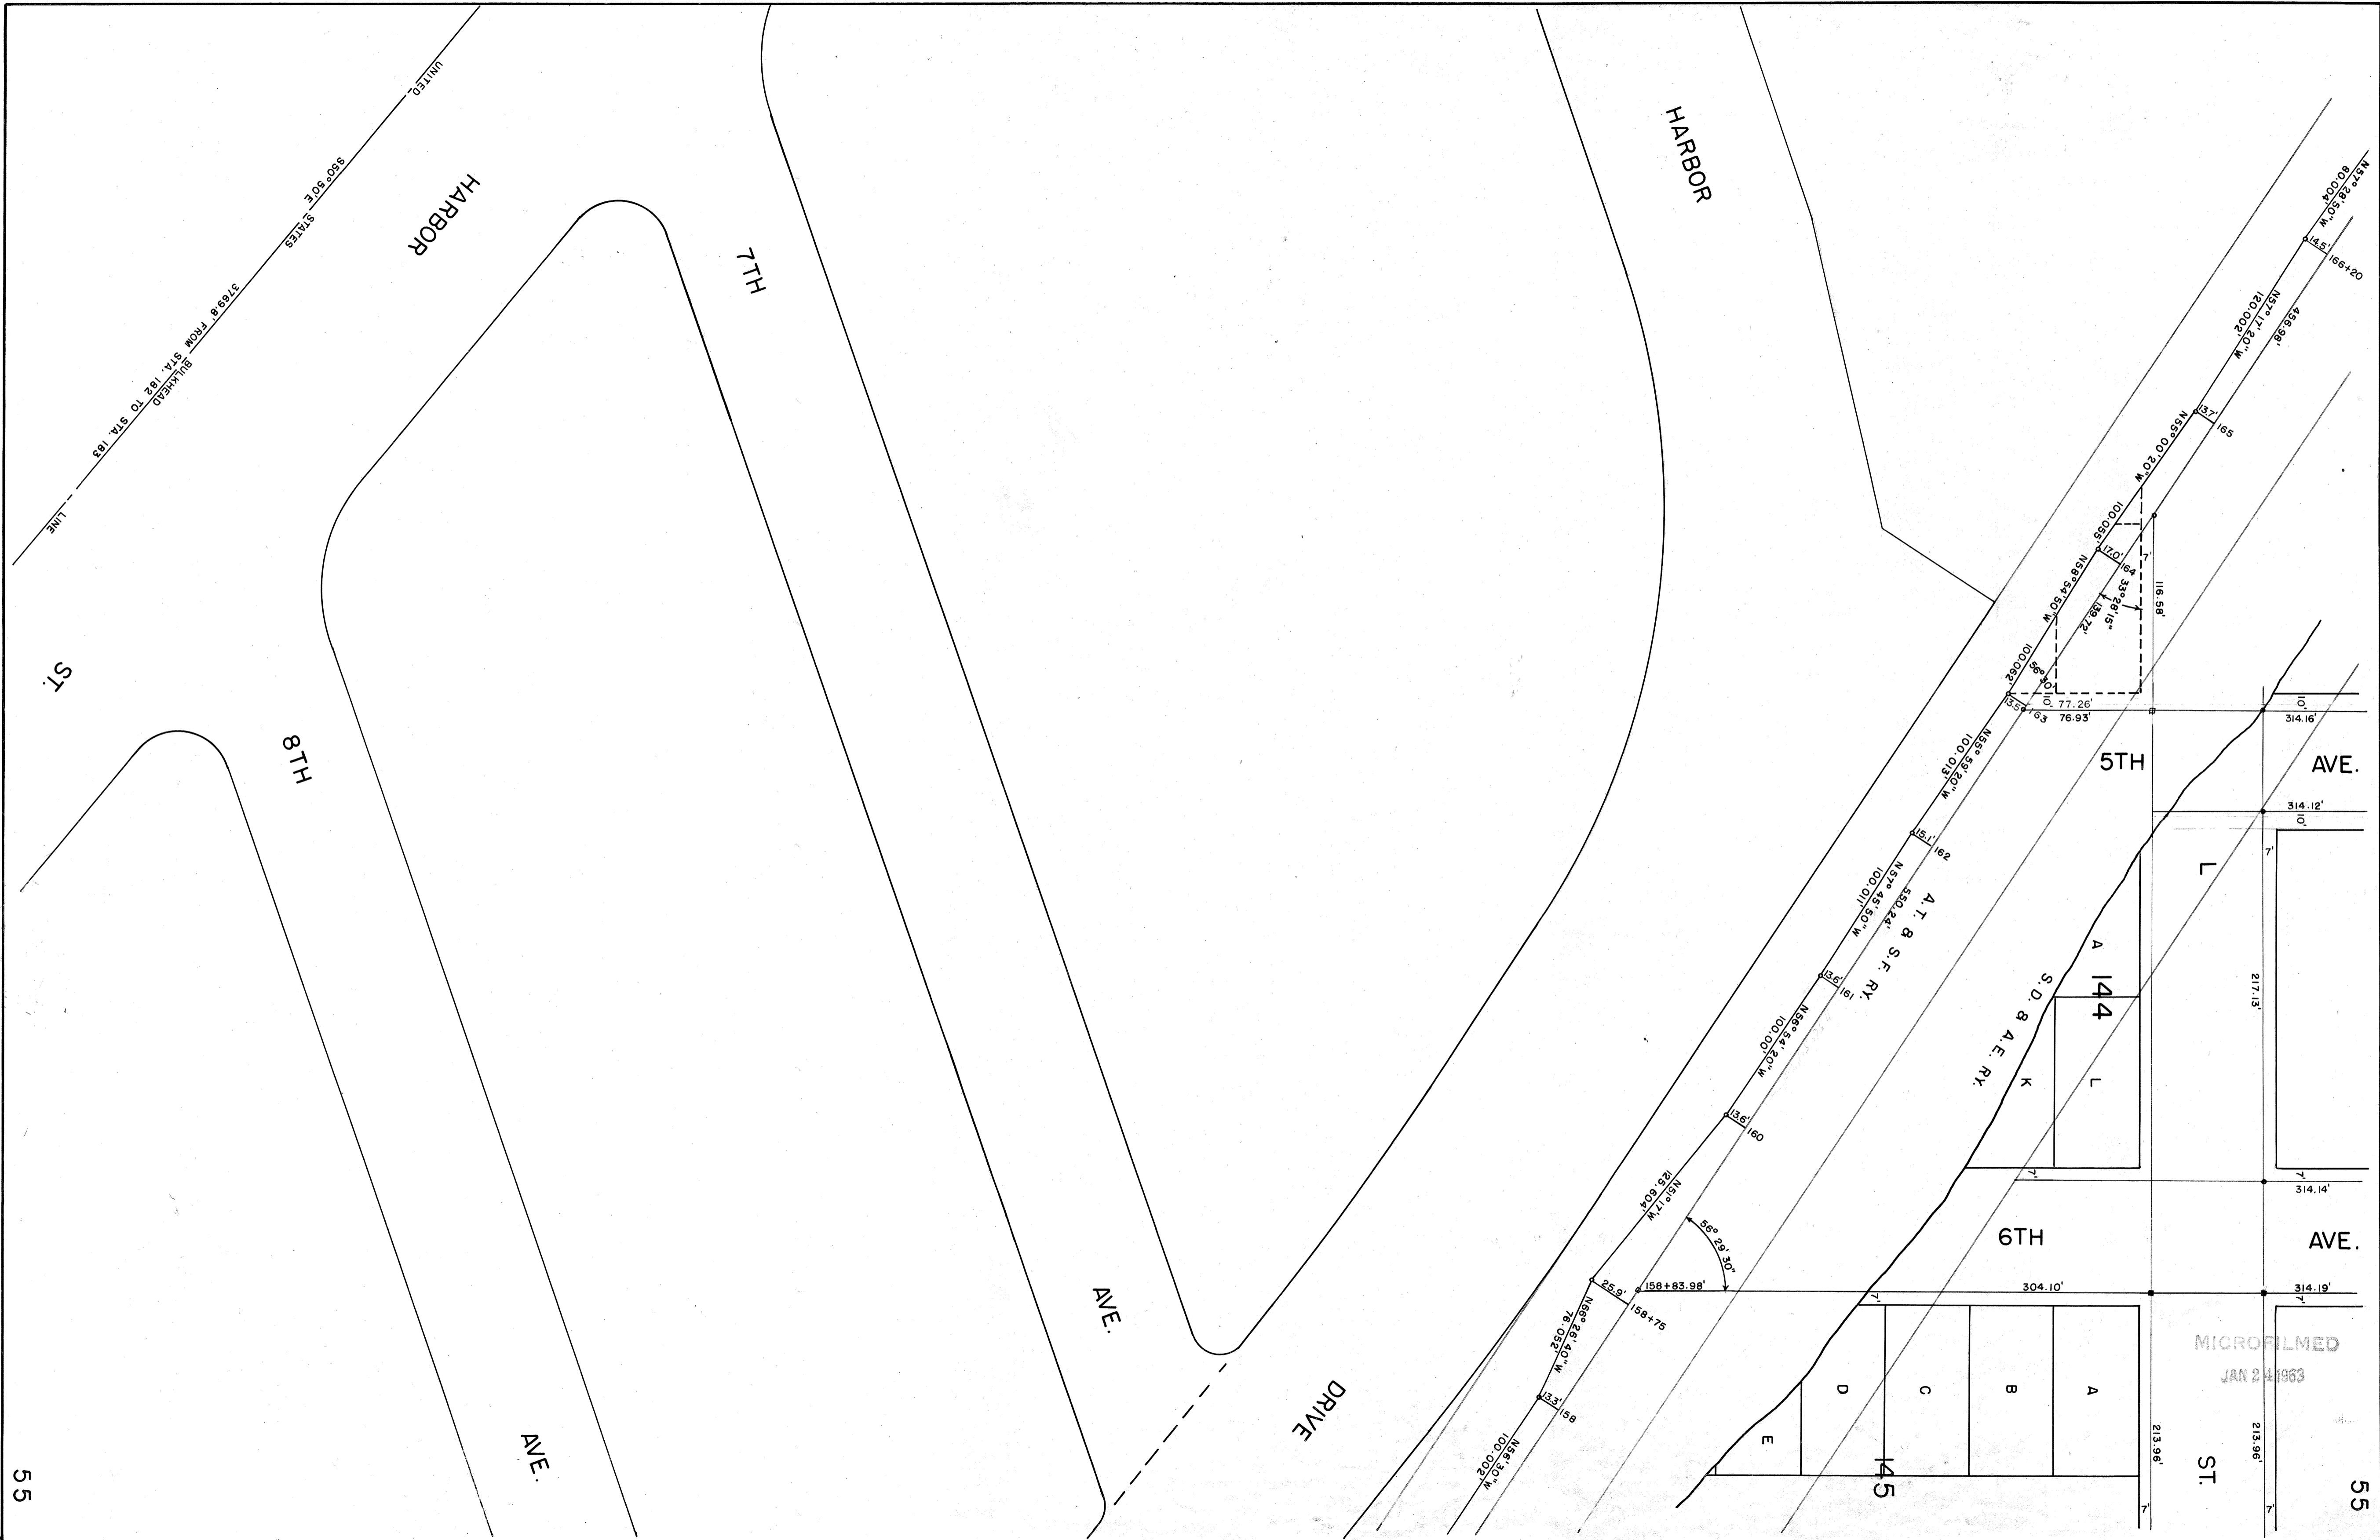 UNITED
S50° 50'E
STATES
3769.8' FROM STA. 182 TO STA. 183
BULKHEAD
LINE
HARBOR
ST.
7TH
AVE.
8TH
AVE.
HARBOR
DRIVE
N57° 28' 50" W
80.004'
14.5'
166+20
N57° 17' 20" W
120.002'
456.98'
13.7'
165
N55° 00' 20" W
100.055'
17.0'
164
7'
116.58'
33° 28' 15"
139.72'
N58° 54' 50" W
100.062'
56° 30'
10'
77.26'
76.93'
13.5'
163
10'
314.16'
5TH
AVE.
314.12'
10'
7'
N55° 59' 20" W
100.013'
15.1'
162
N57° 45' 50" W
100.011'
550.24'
A. T. & S. F. RY.
13.6'
161
N56° 54' 20" W
100.00'
13.6'
160
S. D. & A. E. RY.
L
A
144
L
K
217.13'
7'
7'
314.14'
6TH
AVE.
N51° 17' W
125.604'
56° 29' 30"
25.9'
158+83.98'
158+75
304.10'
314.19'
7'
7'
N66° 26' 40" W
76.052'
13.3'
158
N56° 30" W
100.002'
MICROFILMED
JAN 24 1963
A
B
C
D
E
145
213.96'
213.96'
ST.
7'
7'
55
55